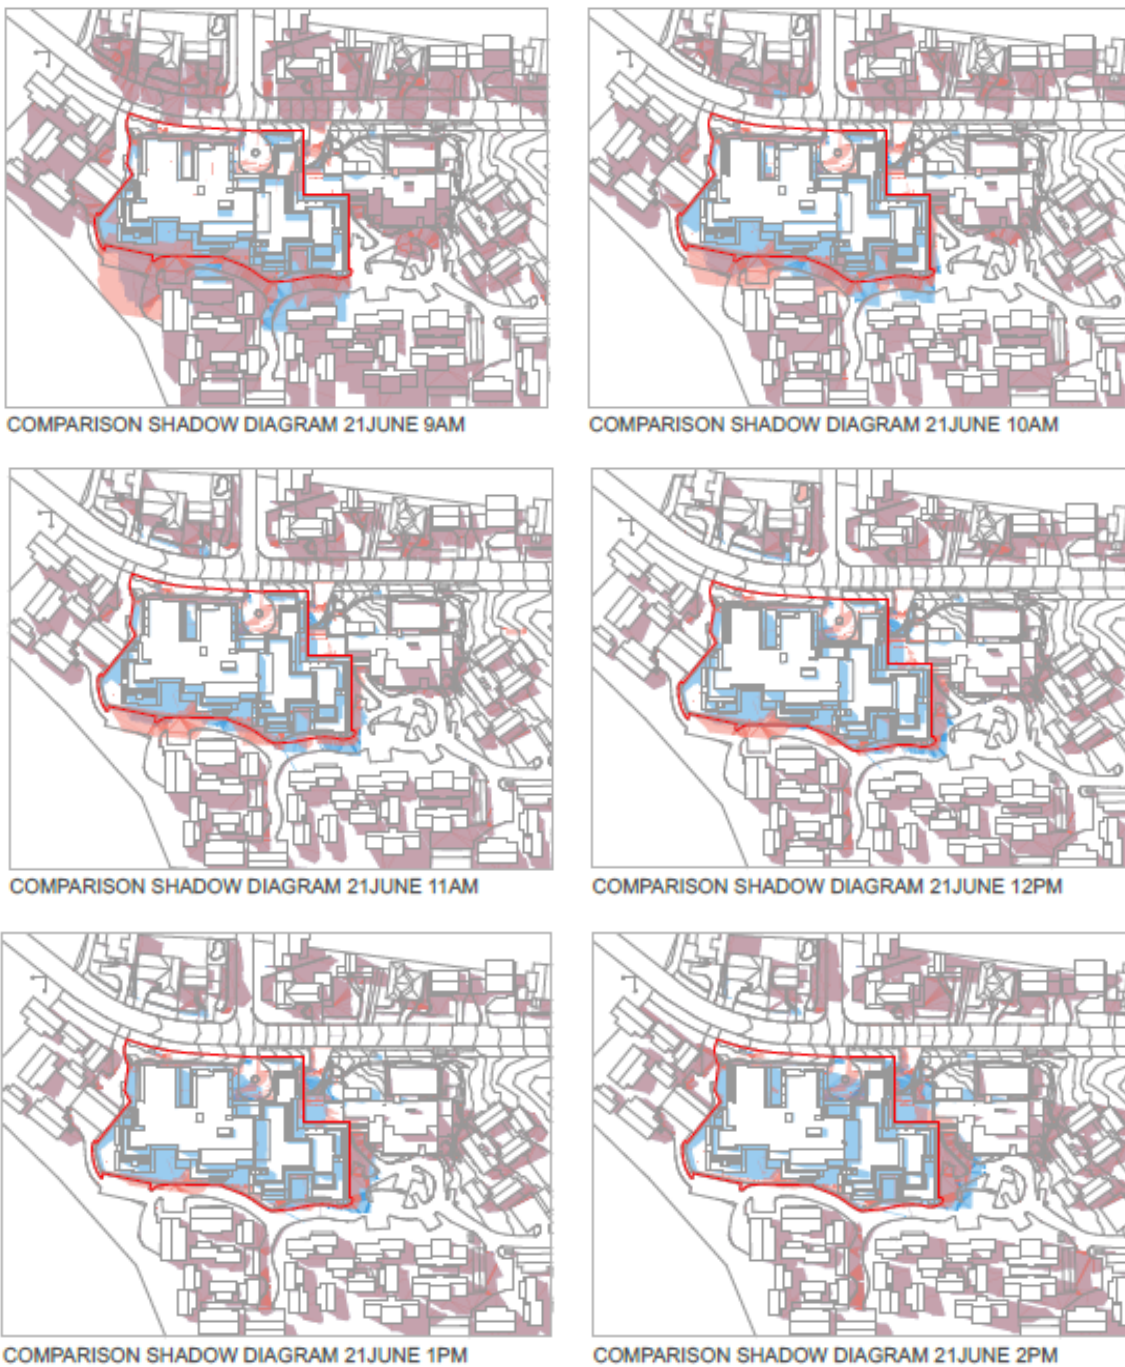 COMPARISON SHADOW DIAGRAM 21JUNE 9AM
COMPARISON SHADOW DIAGRAM 21JUNE 10AM
COMPARISON SHADOW DIAGRAM 21JUNE 11AM
COMPARISON SHADOW DIAGRAM 21JUNE 12PM
COMPARISON SHADOW DIAGRAM 21JUNE 1PM
COMPARISON SHADOW DIAGRAM 21JUNE 2PM